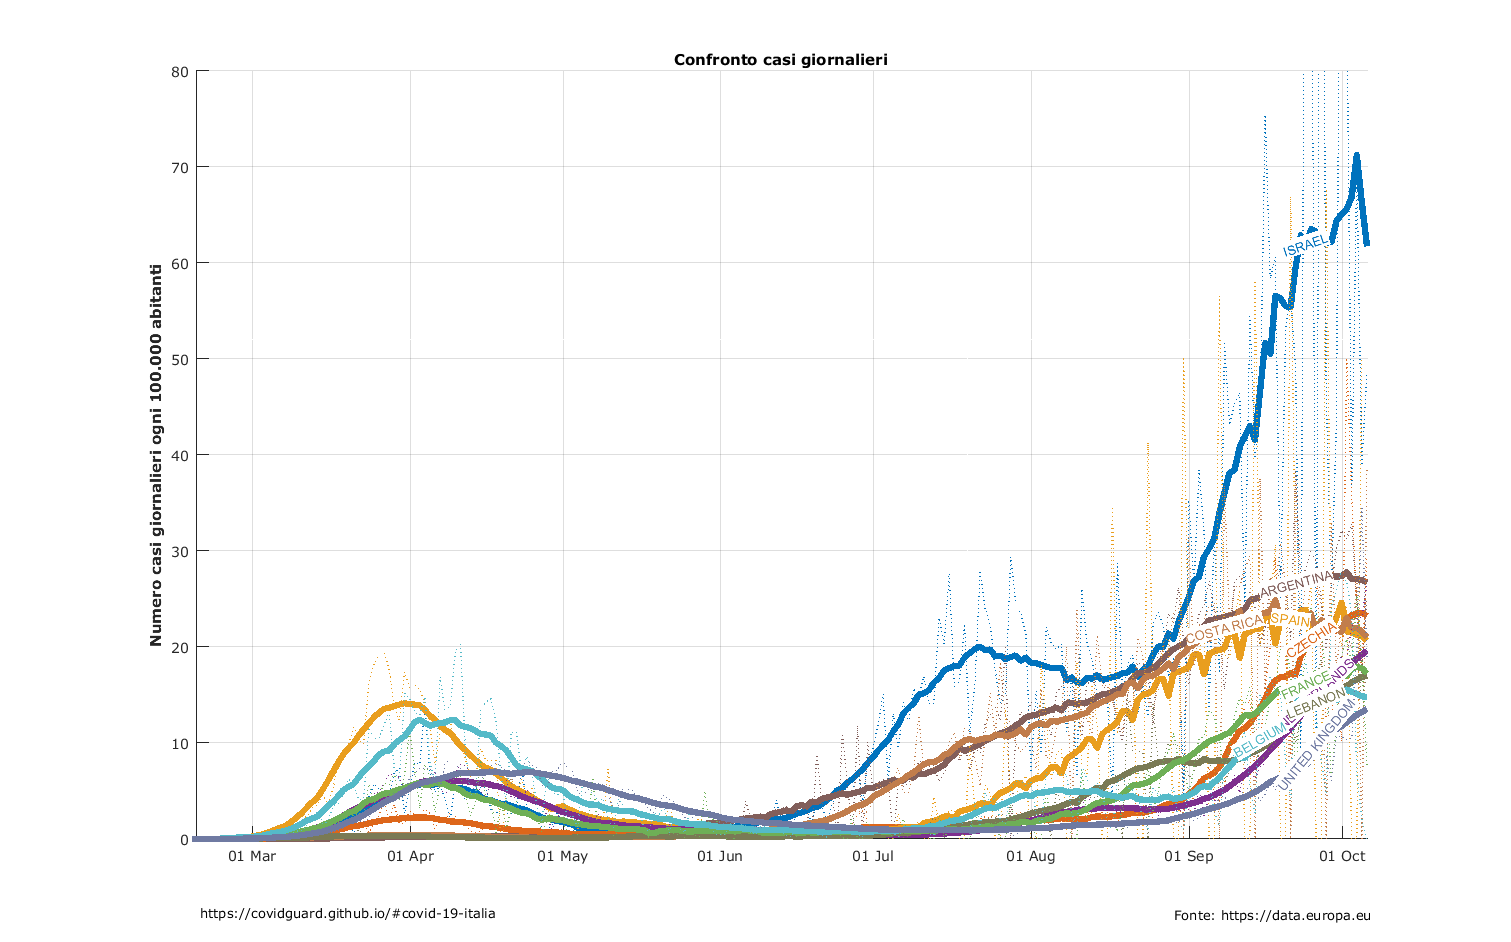 Confronto casi giornalieri
Numero casi giornalieri ogni 100.000 abitanti
80
70
60
50
40
30
20
10
0
ISRAEL
ARGENTINA
COSTA RICA
SPAIN
CZECHIA
FRANCE
LEBANON
BELGIUM
UNITED KINGDOM
01 Mar
01 Apr
01 May
01 Jun
01 Jul
01 Aug
01 Sep
01 Oct
https://covidguard.github.io/#covid-19-italia
Fonte: https://data.europa.eu